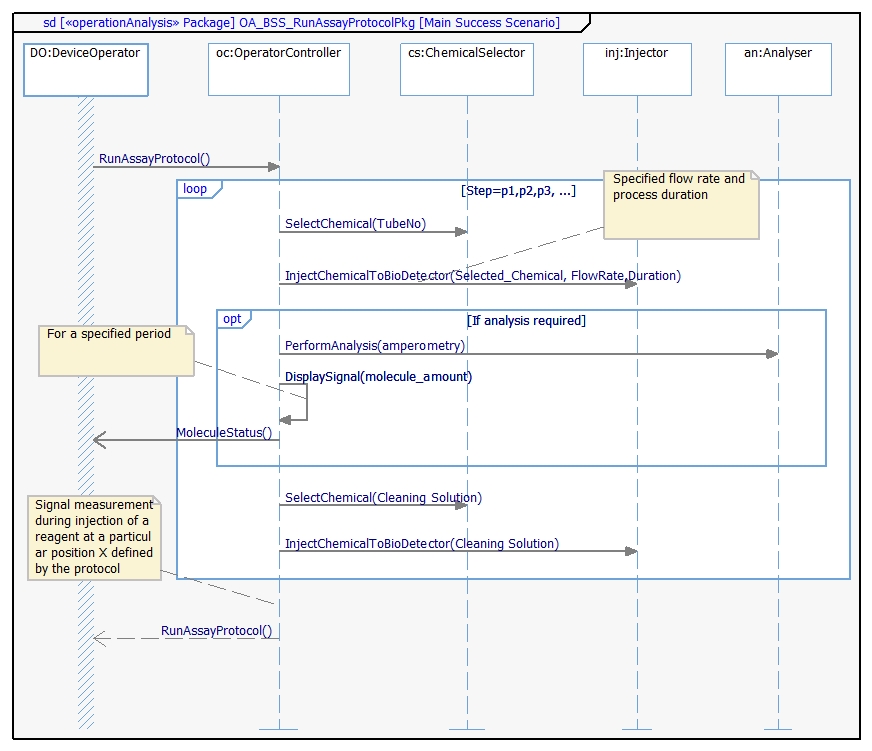 sd [«operationAnalysis» Package] OA_BSS_RunAssayProtocolPkg [Main Success Scenario]
DO:DeviceOperator
oc:OperatorController
cs:ChemicalSelector
inj:Injector
an:Analyser
RunAssayProtocol()
loop
[Step=p1,p2,p3, ...]
Specified flow rate and
process duration
SelectChemical(TubeNo)
InjectChemicalToBioDetector(Selected_Chemical, FlowRate,Duration)
opt
[If analysis required]
For a specified period
PerformAnalysis(amperometry)
DisplaySignal(molecule_amount)
MoleculeStatus()
SelectChemical(Cleaning Solution)
Signal measurement
during injection of a
reagent at a particul
ar position X defined
by the protocol
InjectChemicalToBioDetector(Cleaning Solution)
RunAssayProtocol()